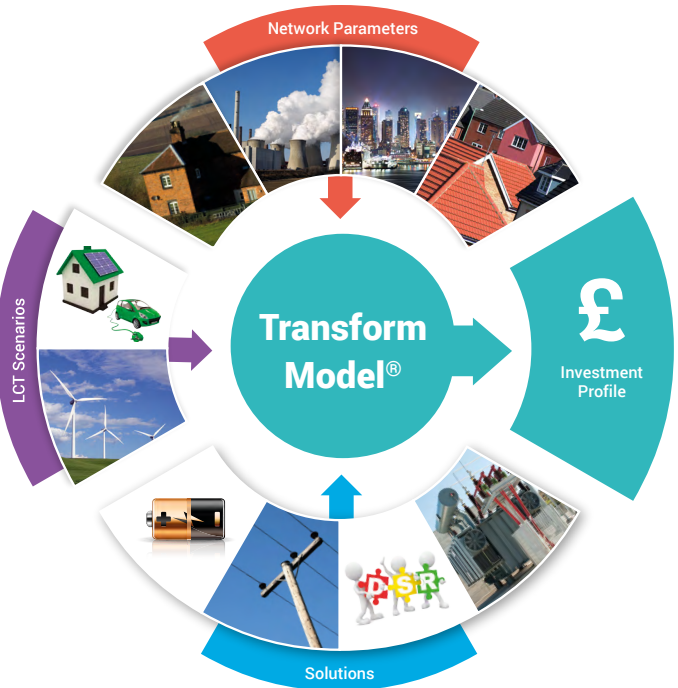 Network Parameters
LCT Scenarios
Transform
Model®
£
Investment
Profile
DSR
Solutions